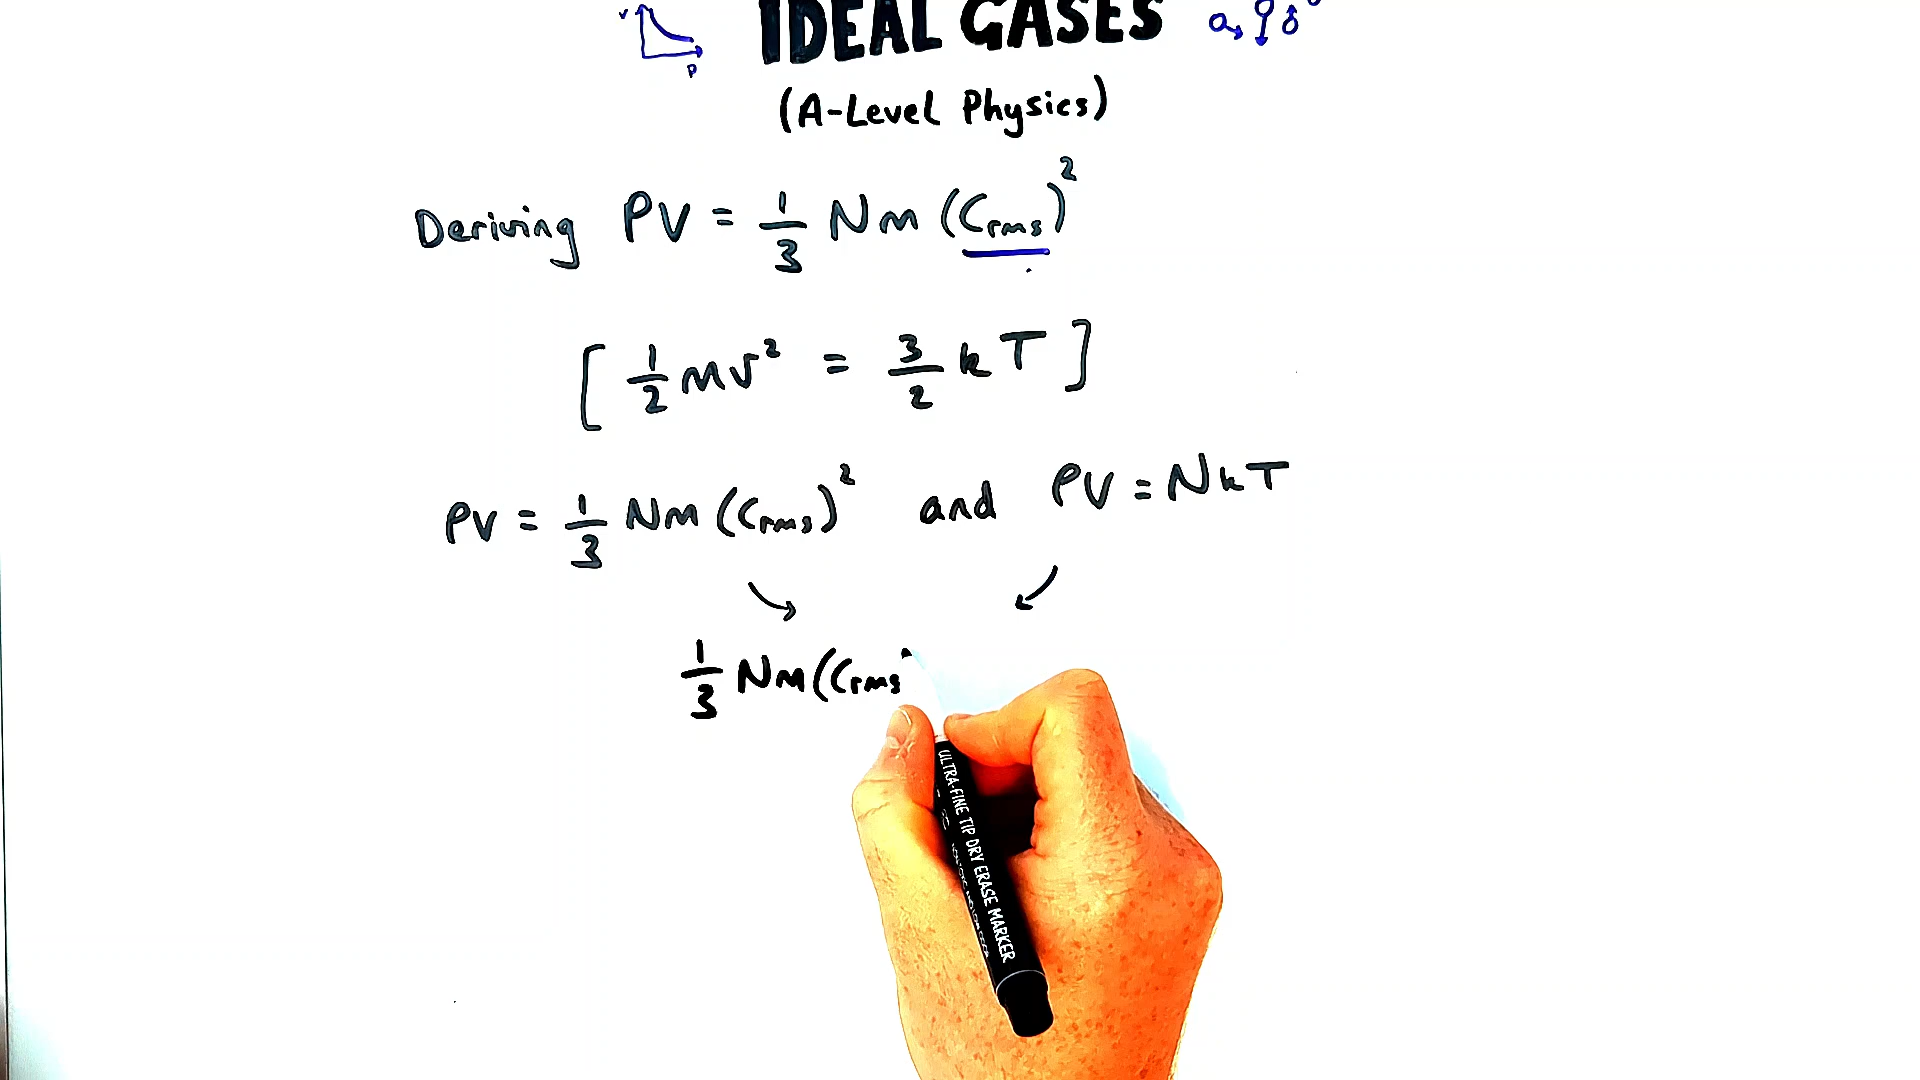 V
P
IDEAL GASES
(A-Level Physics)
Deriving PV = 1/3 Nm (Crms)²
[ 1/2 mv² = 3/2 kT ]
PV = 1/3 Nm (Crms)² and PV = NkT
1/3 Nm(Crms
ULTRA-FINE TIP DRY ERASE MARKER